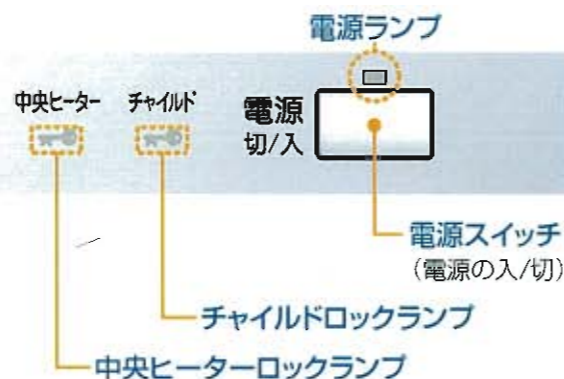 電源ランプ
中央ヒーター
チャイルド
電源
切/入
電源スイッチ
(電源の入/切)
チャイルドロックランプ
中央ヒーターロックランプ